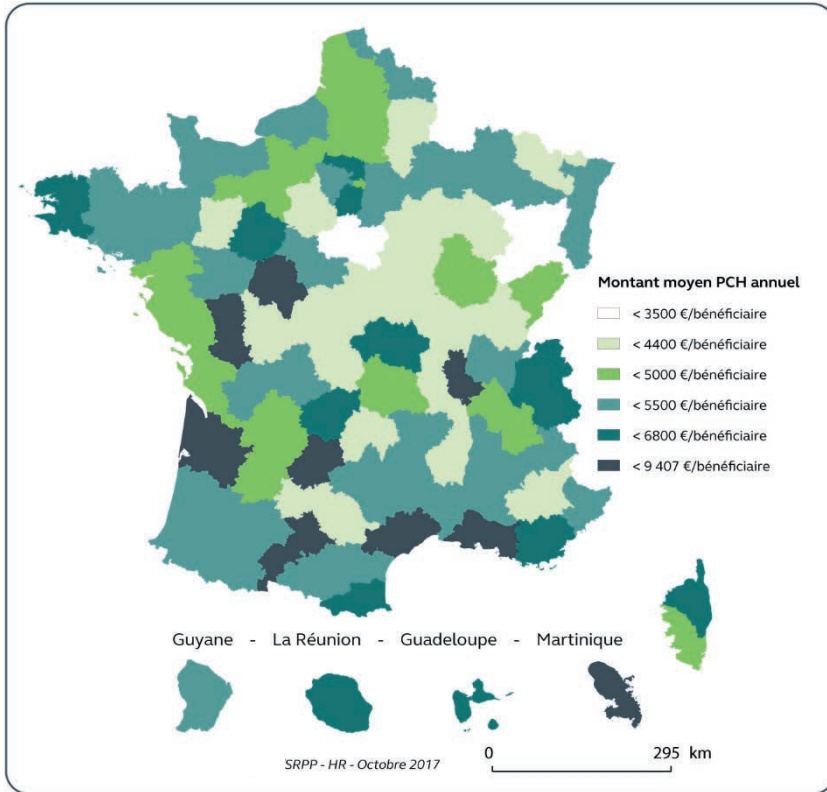 Montant moyen PCH annuel
< 3500 €/bénéficiaire
< 4400 €/bénéficiaire
< 5000 €/bénéficiaire
< 5500 €/bénéficiaire
< 6800 €/bénéficiaire
< 9 407 €/bénéficiaire
Guyane - La Réunion - Guadeloupe - Martinique
0 295 km
SRPP - HR - Octobre 2017